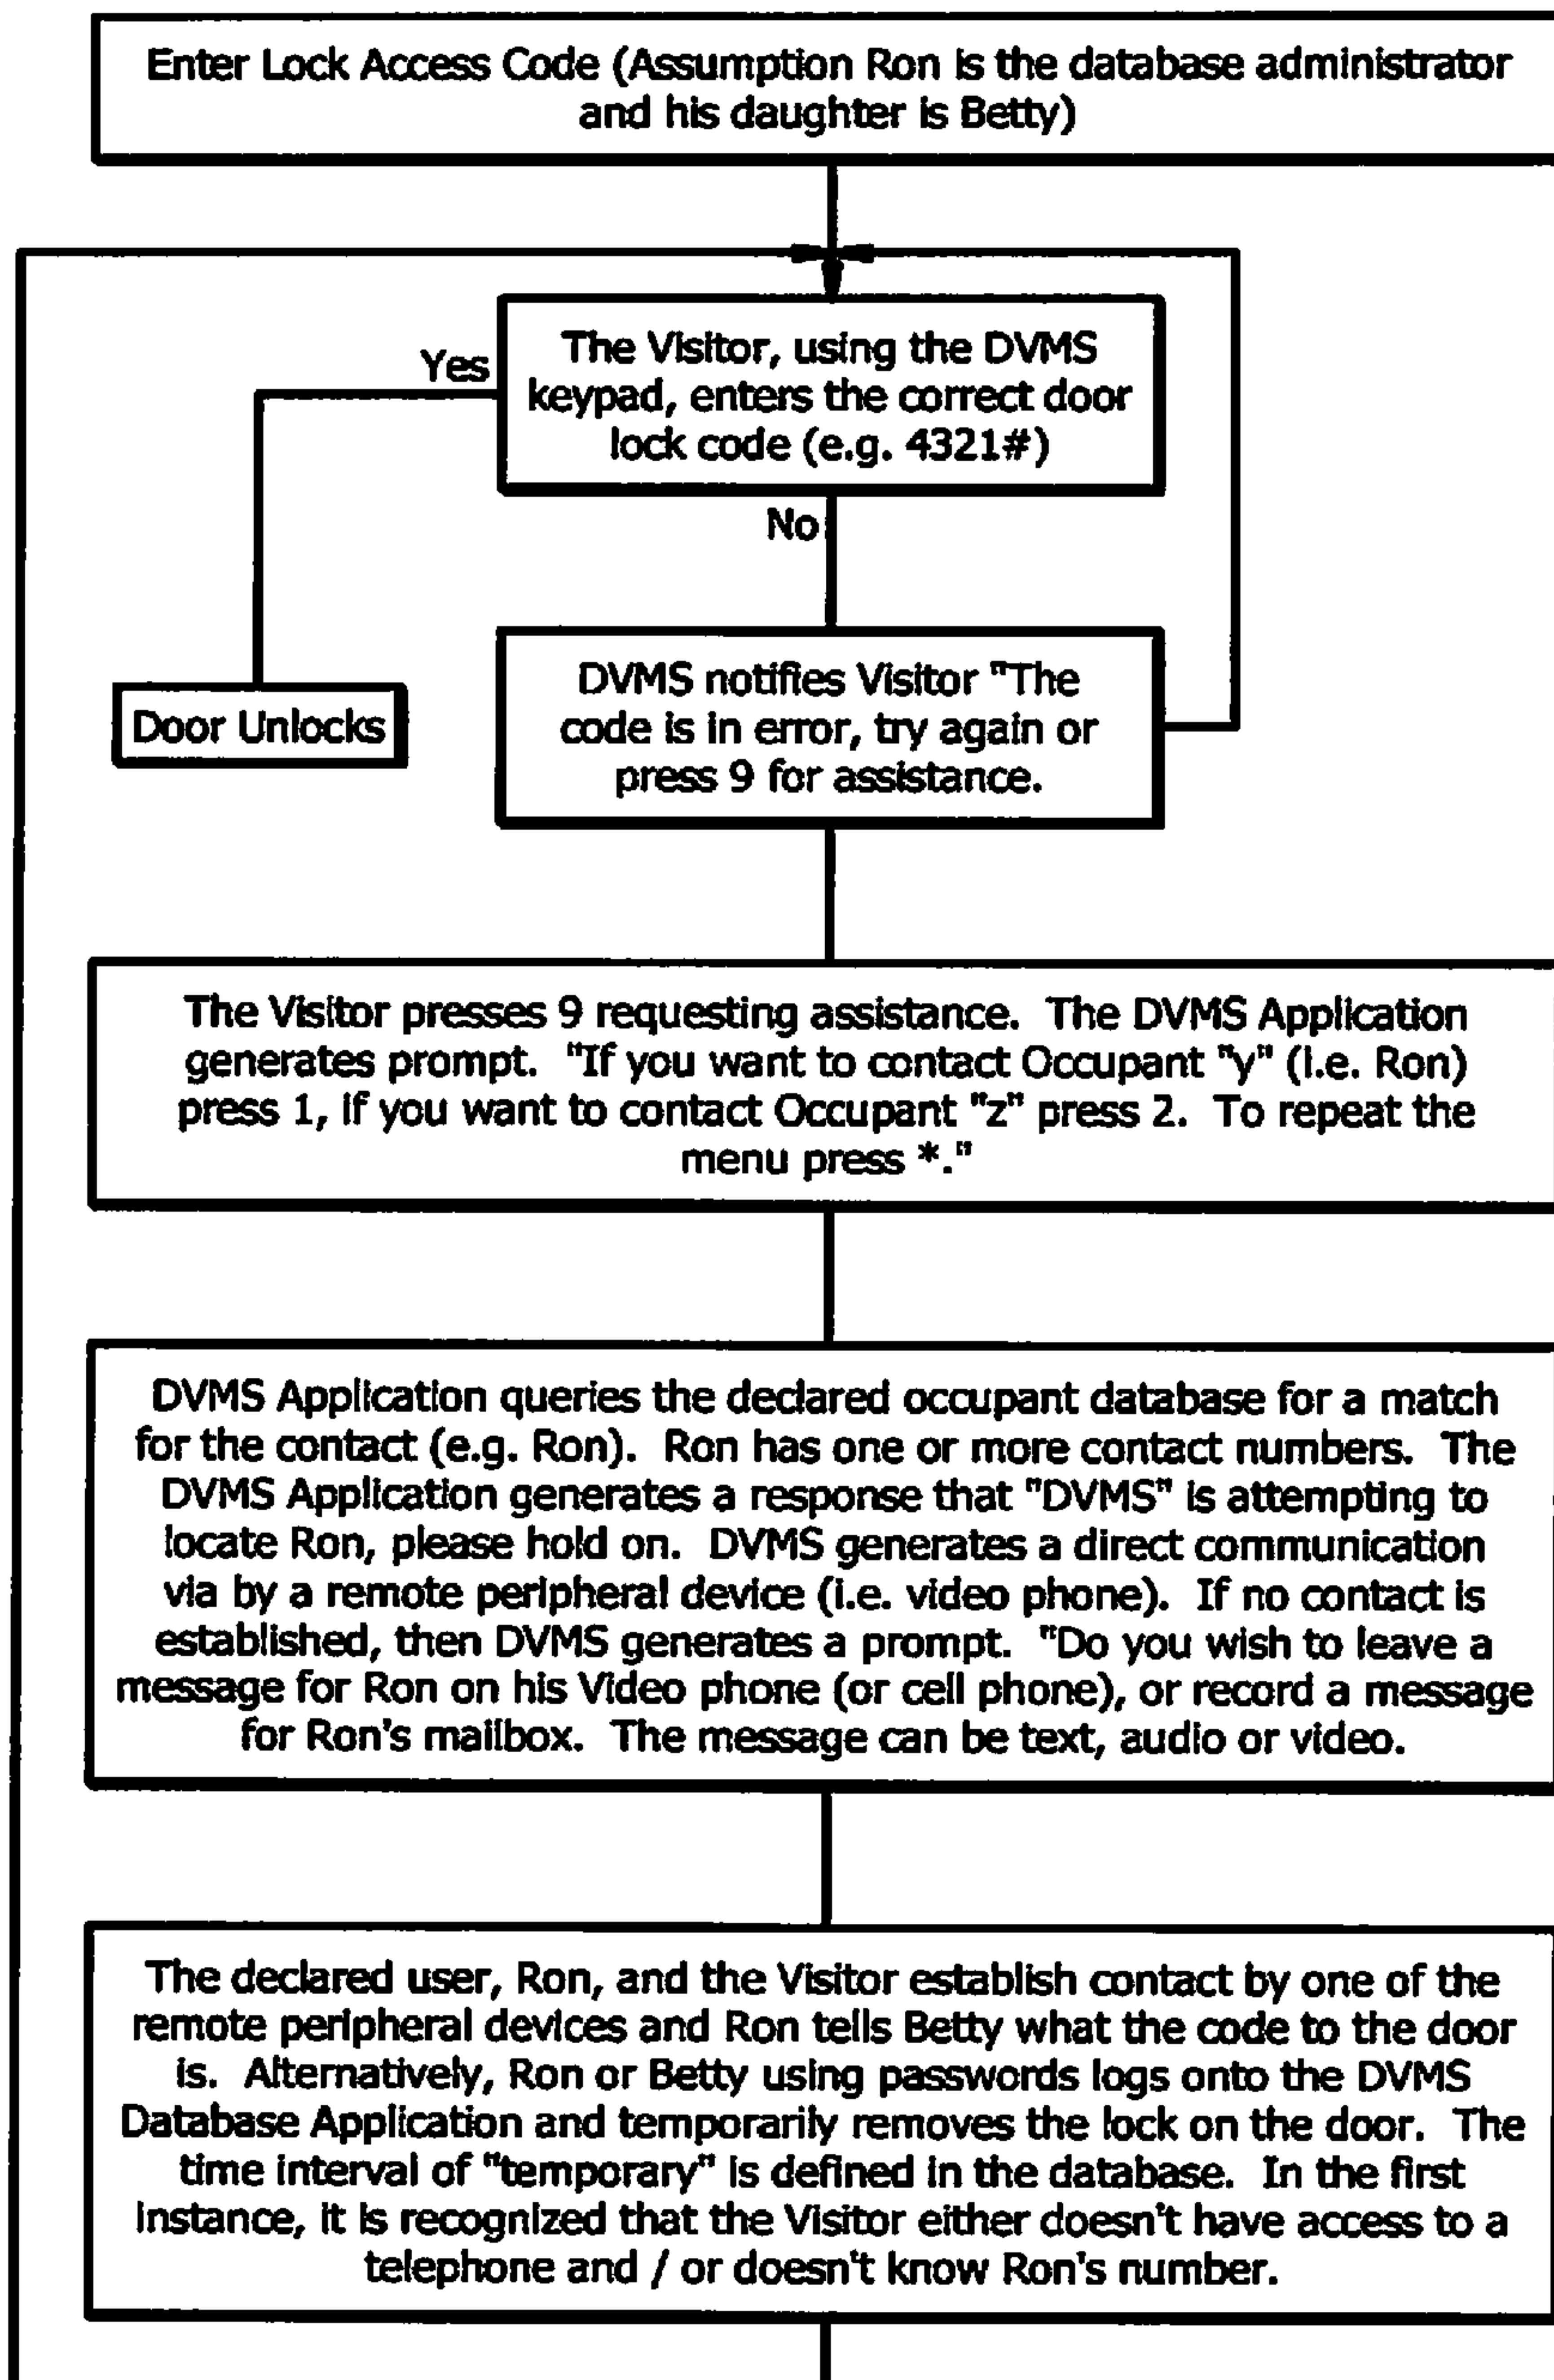 Enter Lock Access Code (Assumption Ron is the database administrator
and his daughter is Betty)
Yes
The Visitor, using the DVMS
keypad, enters the correct door
lock code (e.g. 4321#)
No
Door Unlocks
DVMS notifies Visitor "The
code is in error, try again or
press 9 for assistance.
The Visitor presses 9 requesting assistance. The DVMS Application
generates prompt. "If you want to contact Occupant "y" (i.e. Ron)
press 1, if you want to contact Occupant "z" press 2. To repeat the
menu press *."
DVMS Application queries the declared occupant database for a match
for the contact (e.g. Ron). Ron has one or more contact numbers. The
DVMS Application generates a response that "DVMS" is attempting to
locate Ron, please hold on. DVMS generates a direct communication
via by a remote peripheral device (i.e. video phone). If no contact is
established, then DVMS generates a prompt. "Do you wish to leave a
message for Ron on his Video phone (or cell phone), or record a message
for Ron's mailbox. The message can be text, audio or video.
The declared user, Ron, and the Visitor establish contact by one of the
remote peripheral devices and Ron tells Betty what the code to the door
is. Alternatively, Ron or Betty using passwords logs onto the DVMS
Database Application and temporarily removes the lock on the door. The
time interval of "temporary" is defined in the database. In the first
instance, it is recognized that the Visitor either doesn't have access to a
telephone and / or doesn't know Ron's number.